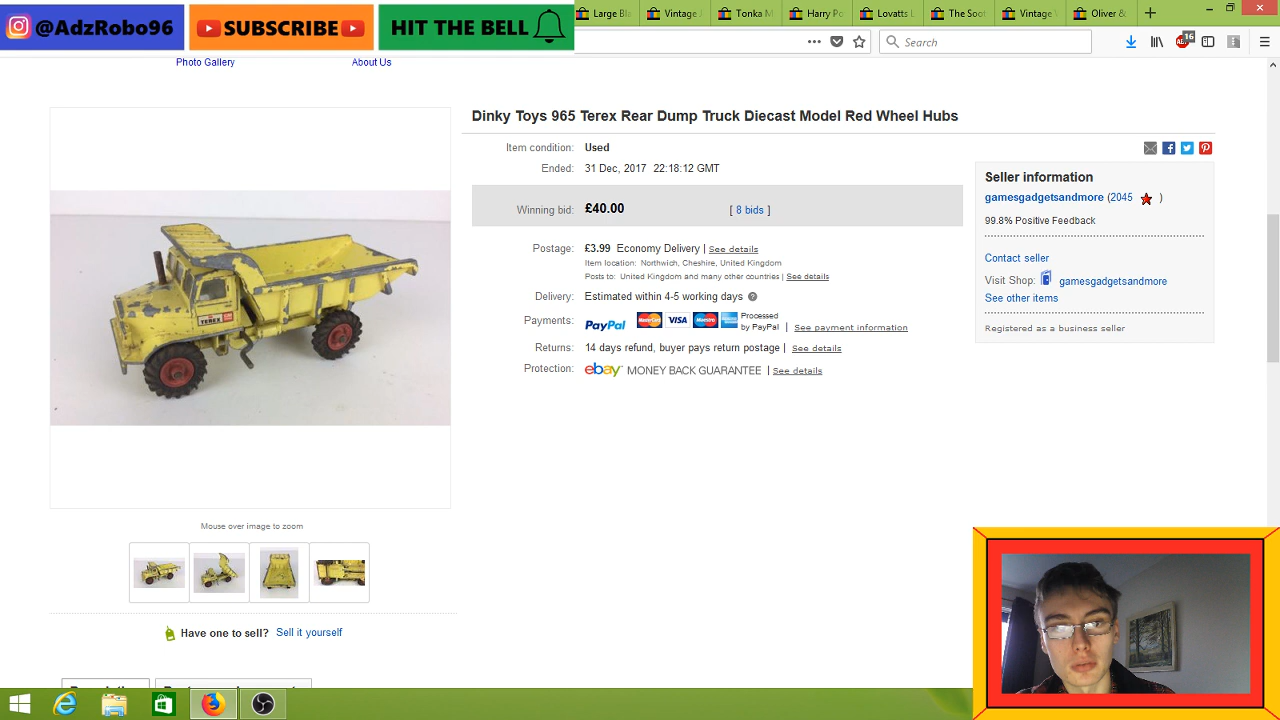 @AdzRobo96
SUBSCRIBE
HIT THE BELL
Large Bla
Vintage J
Tonka M
Harry Po
Lovatts L
The Soot
Vintage
Oliver &
Search
16
Photo Gallery
About Us
Dinky Toys 965 Terex Rear Dump Truck Diecast Model Red Wheel Hubs
Item condition: Used
Ended: 31 Dec, 2017 22:18:12 GMT
Winning bid: £40.00 [ 8 bids ]
Postage: £3.99 Economy Delivery | See details
Item location: Northwich, Cheshire, United Kingdom
Posts to: United Kingdom and many other countries | See details
Delivery: Estimated within 4-5 working days
Payments: PayPal MasterCard VISA Maestro Processed by PayPal | See payment information
Returns: 14 days refund, buyer pays return postage | See details
Protection: ebay MONEY BACK GUARANTEE | See details
Seller information
gamesgadgetsandmore (2045 )
99.8% Positive Feedback
Contact seller
Visit Shop: gamesgadgetsandmore
See other items
Registered as a business seller
TEREX
Mouse over image to zoom
Have one to sell? Sell it yourself